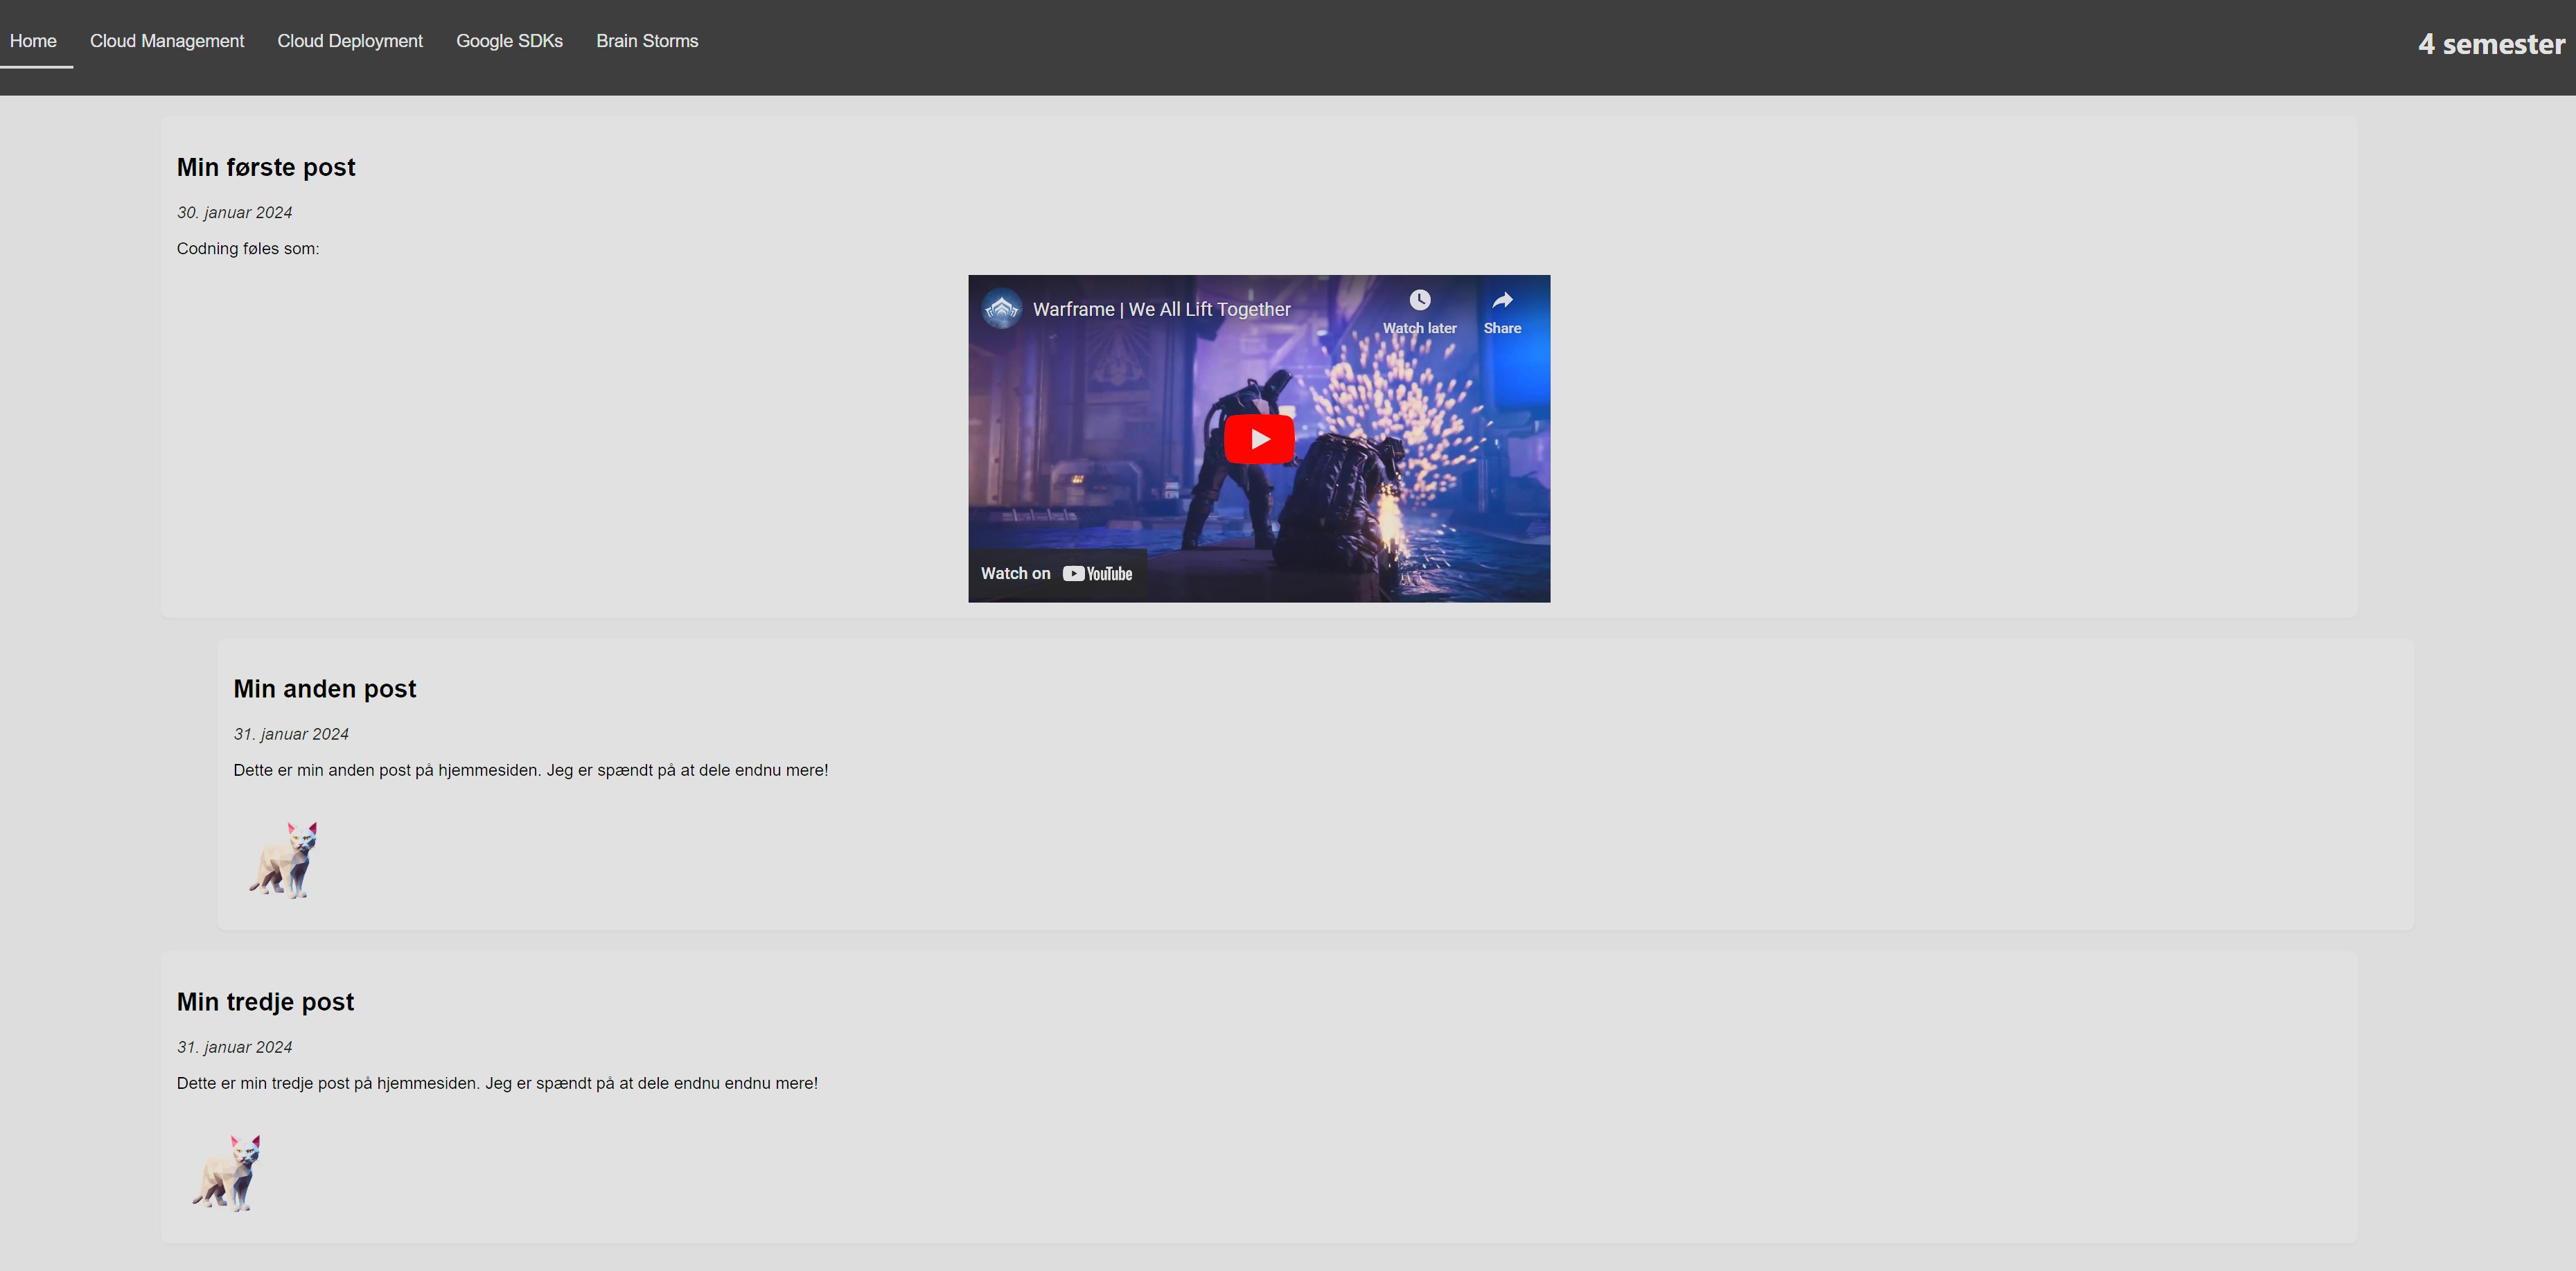 Home Cloud Management Cloud Deployment Google SDKs Brain Storms 4 semester
Min første post
30. januar 2024
Codning føles som:
Warframe | We All Lift Together
Watch later Share
Watch on YouTube
Min anden post
31. januar 2024
Dette er min anden post på hjemmesiden. Jeg er spændt på at dele endnu mere!
Min tredje post
31. januar 2024
Dette er min tredje post på hjemmesiden. Jeg er spændt på at dele endnu endnu mere!